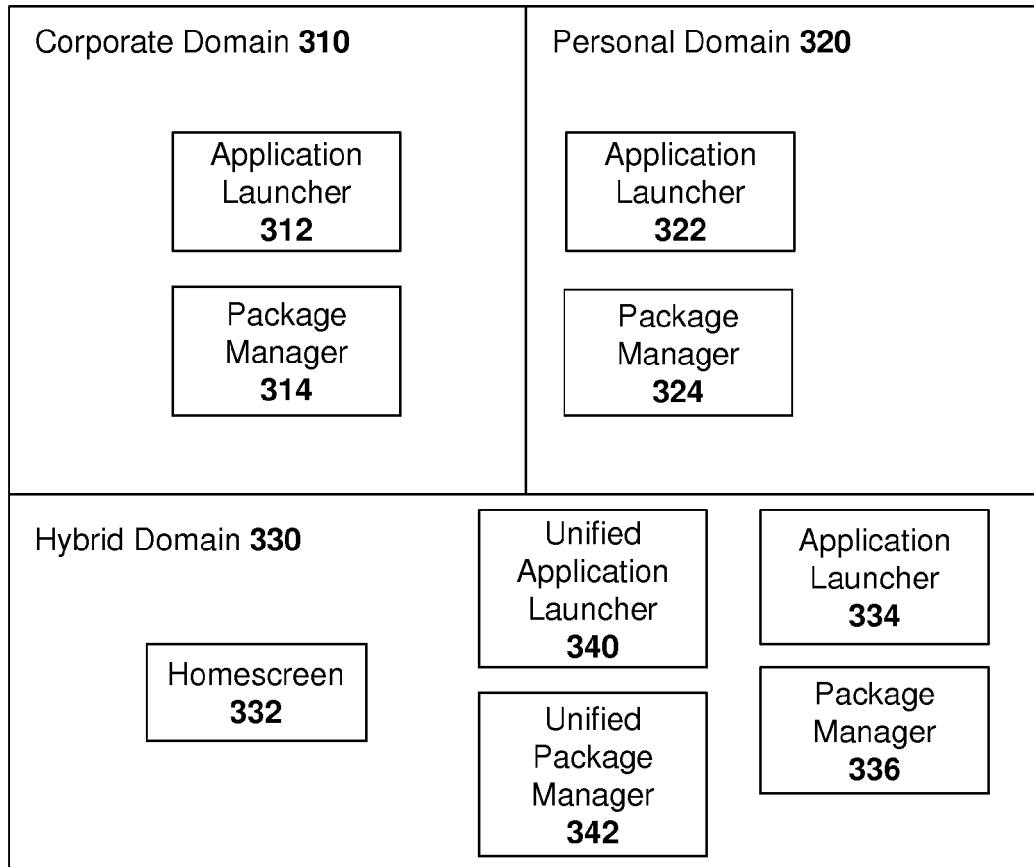 Corporate Domain 310
Application
Launcher
312
Package
Manager
314
Personal Domain 320
Application
Launcher
322
Package
Manager
324
Hybrid Domain 330
Homescreen
332
Unified
Application
Launcher
340
Unified
Package
Manager
342
Application
Launcher
334
Package
Manager
336